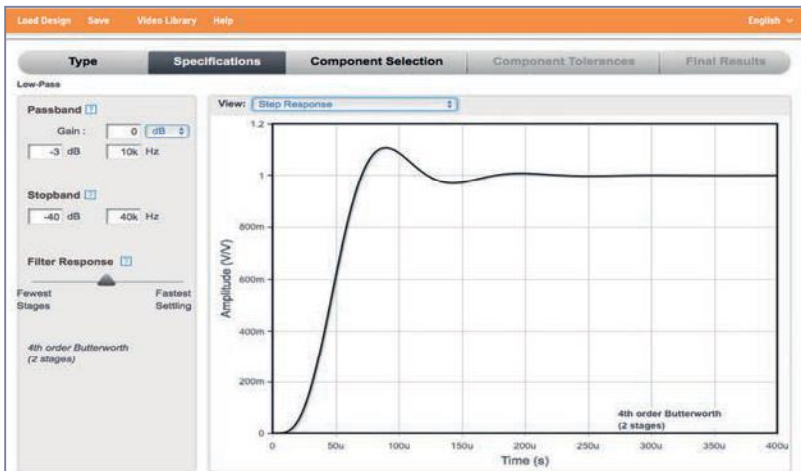 Load Design Save Video Library Help English
Type Specifications Component Selection Component Tolerances Final Results
Low-Pass
Passband ?
Gain : 0 dB
-3 dB 10k Hz
Stopband ?
-40 dB 40k Hz
Filter Response ?
Fewest Stages
Fastest Settling
4th order Butterworth
(2 stages)
View: Step Response
1.2
1
800m
600m
400m
200m
0
Amplitude (V/V)
0 50u 100u 150u 200u 250u 300u 350u 400u
Time (s)
4th order Butterworth
(2 stages)